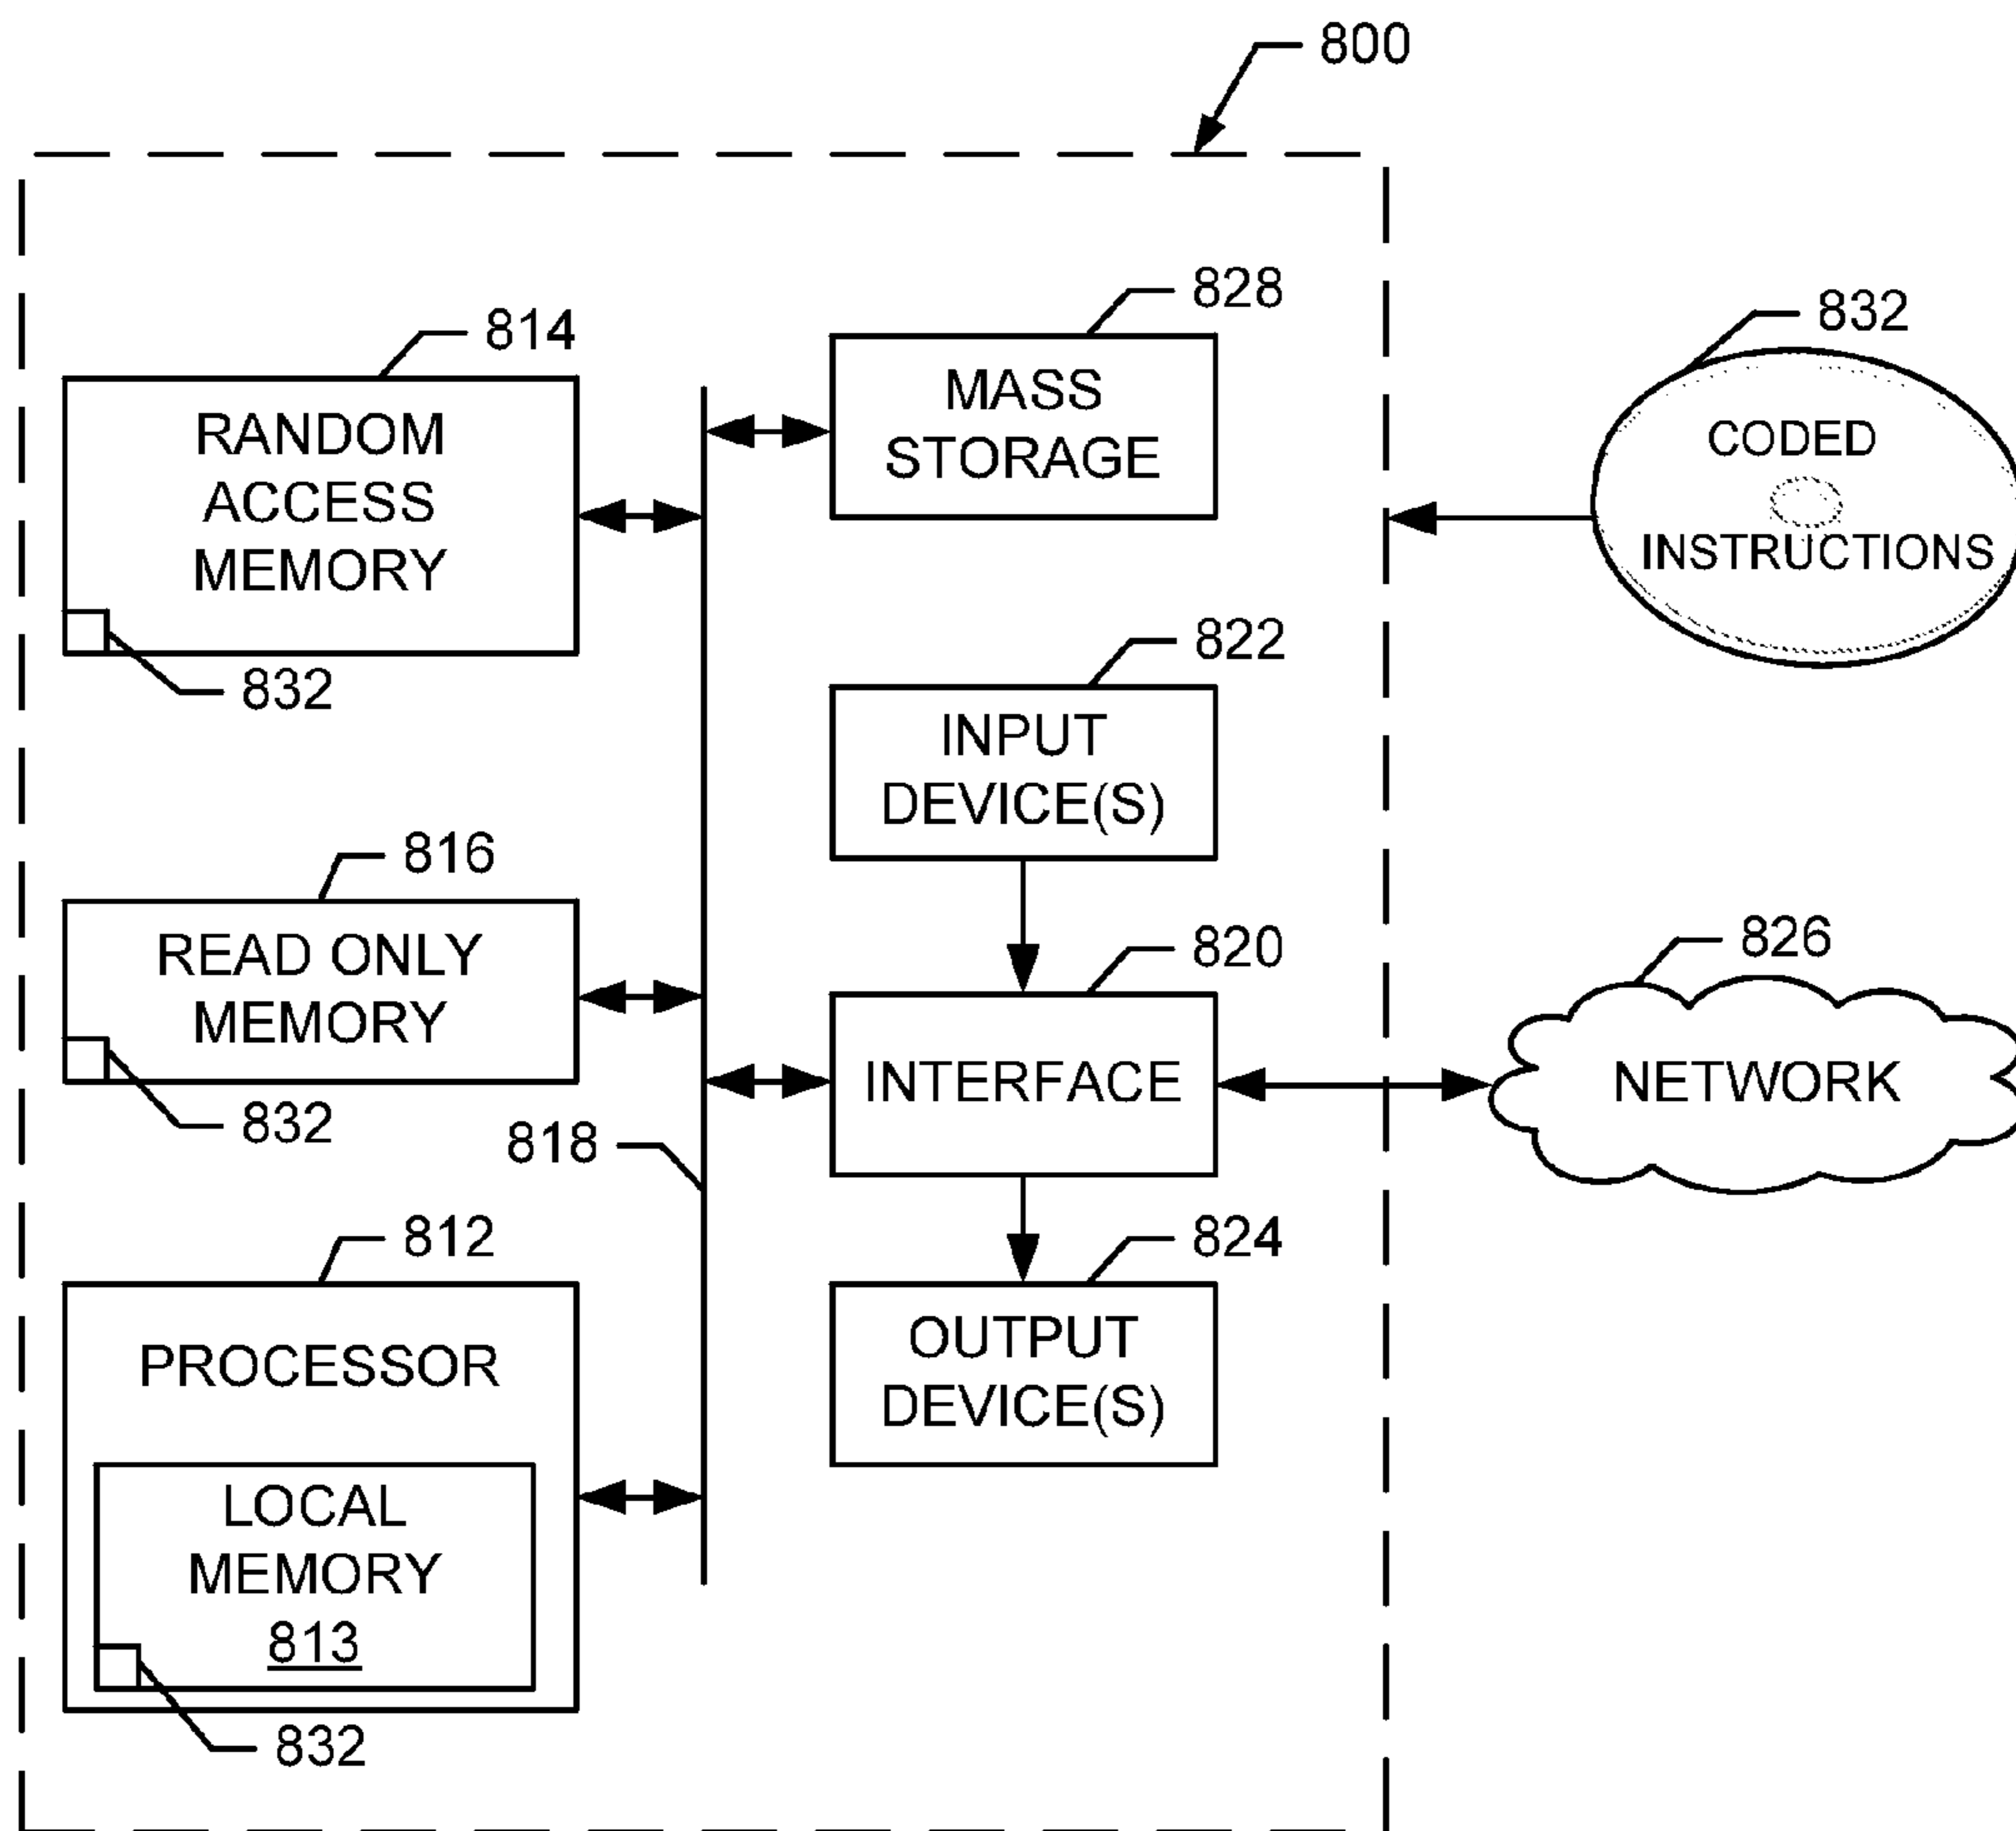 800
828
MASS
STORAGE
814
RANDOM
ACCESS
MEMORY
832
832
CODED
INSTRUCTIONS
822
INPUT
DEVICE(S)
816
READ ONLY
MEMORY
832
820
INTERFACE
826
NETWORK
818
812
PROCESSOR
LOCAL
MEMORY
813
832
824
OUTPUT
DEVICE(S)